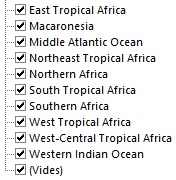 East Tropical Africa
Macaronesia
Middle Atlantic Ocean
Northeast Tropical Africa
Northern Africa
South Tropical Africa
Southern Africa
West Tropical Africa
West-Central Tropical Africa
Western Indian Ocean
(Vides)